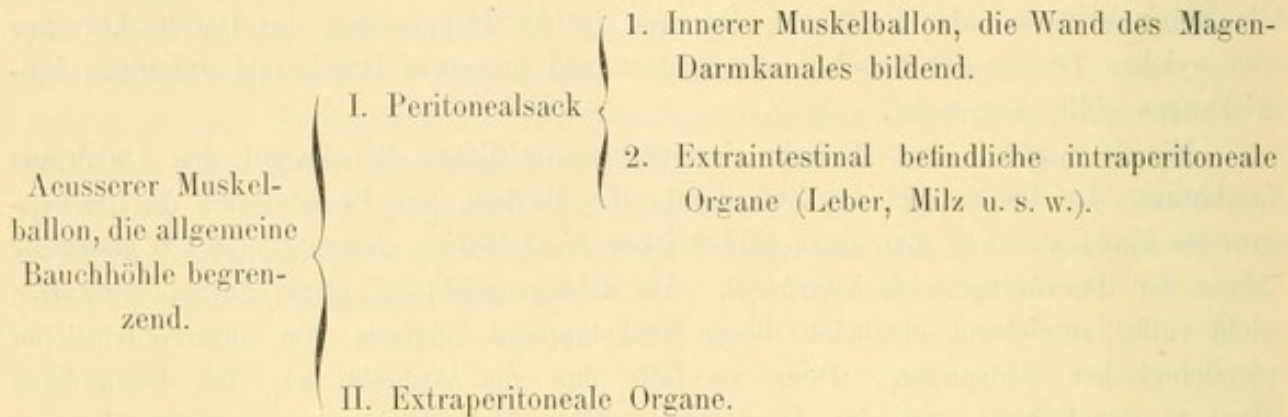 1. Innerer Muskelballon, die Wand des Magen-
Darmkanales bildend.
I. Peritonealsack
2. Extraintestinal befindliche intraperitoneale
Organe (Leber, Milz u. s. w.).
Aeusserer Muskel-
ballon, die allgemeine
Bauchhöhle begren-
zend.
II. Extraperitoneale Organe.